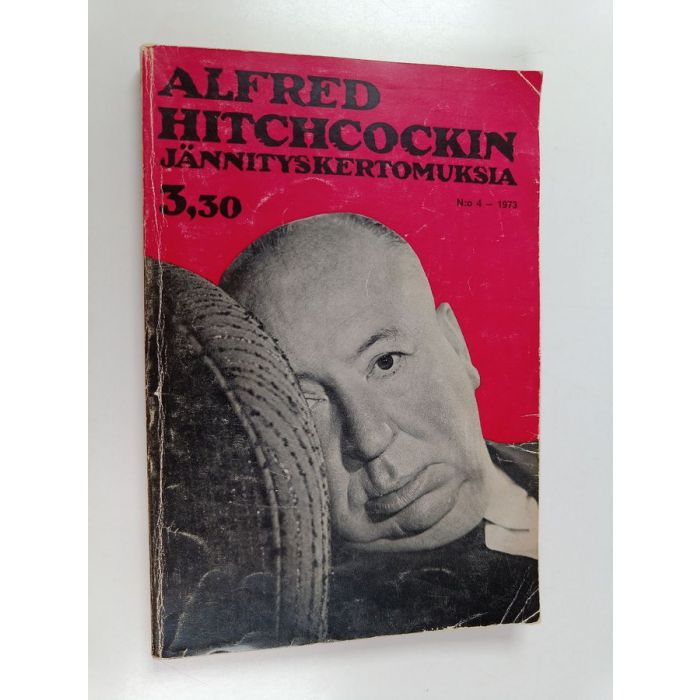 ALFRED
HITCHCOCKIN
JÄNNITYSKERTOMUKSIA
3,30
N:o 4 — 1973